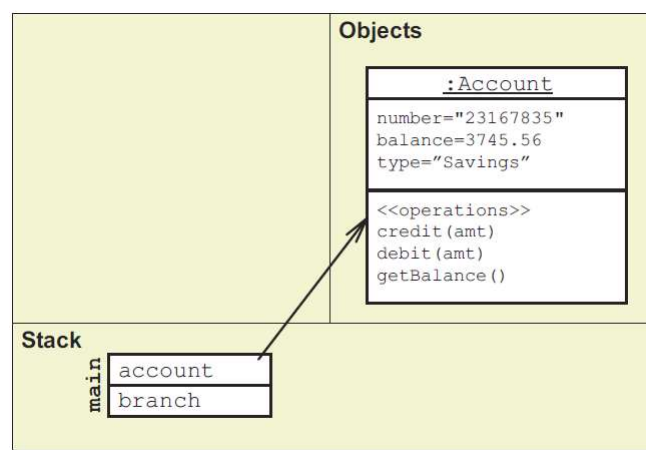 Objects
:Account
number="23167835"
balance=3745.56
type=”Savings”
<<operations>>
credit(amt)
debit(amt)
getBalance()
Stack
main
account
branch